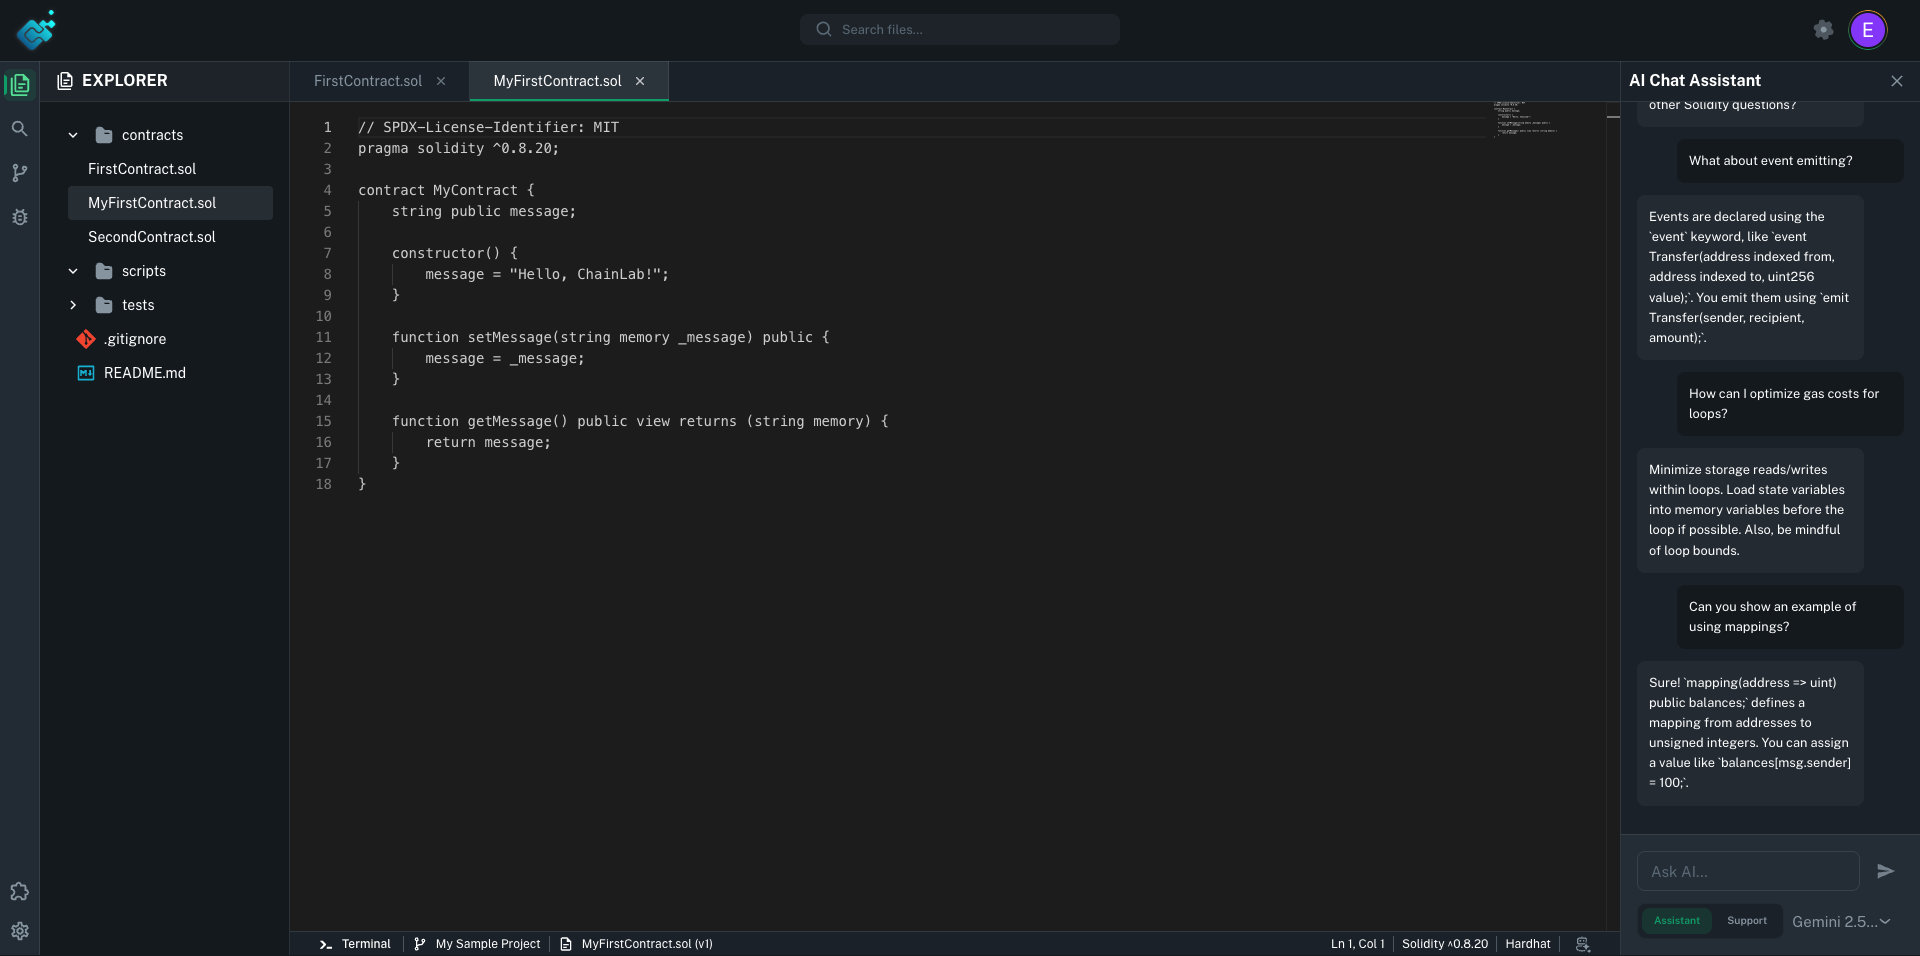 Search files...
E
EXPLORER
contracts
FirstContract.sol
MyFirstContract.sol
SecondContract.sol
scripts
tests
.gitignore
README.md
FirstContract.sol
MyFirstContract.sol
1 // SPDX-License-Identifier: MIT
2 pragma solidity ^0.8.20;
3
4 contract MyContract {
5     string public message;
6
7     constructor() {
8         message = "Hello, ChainLab!";
9     }
10
11     function setMessage(string memory _message) public {
12         message = _message;
13     }
14
15     function getMessage() public view returns (string memory) {
16         return message;
17     }
18 }
AI Chat Assistant
other Solidity questions?
What about event emitting?
Events are declared using the
`event` keyword, like `event
Transfer(address indexed from,
address indexed to, uint256
value);`. You emit them using `emit
Transfer(sender, recipient,
amount);`.
How can I optimize gas costs for
loops?
Minimize storage reads/writes
within loops. Load state variables
into memory variables before the
loop if possible. Also, be mindful
of loop bounds.
Can you show an example of
using mappings?
Sure! `mapping(address => uint)
public balances;` defines a
mapping from addresses to
unsigned integers. You can assign
a value like `balances[msg.sender]
= 100;`.
Ask AI...
Assistant
Support
Gemini 2.5...
Terminal
My Sample Project
MyFirstContract.sol (v1)
Ln 1, Col 1
Solidity ^0.8.20
Hardhat